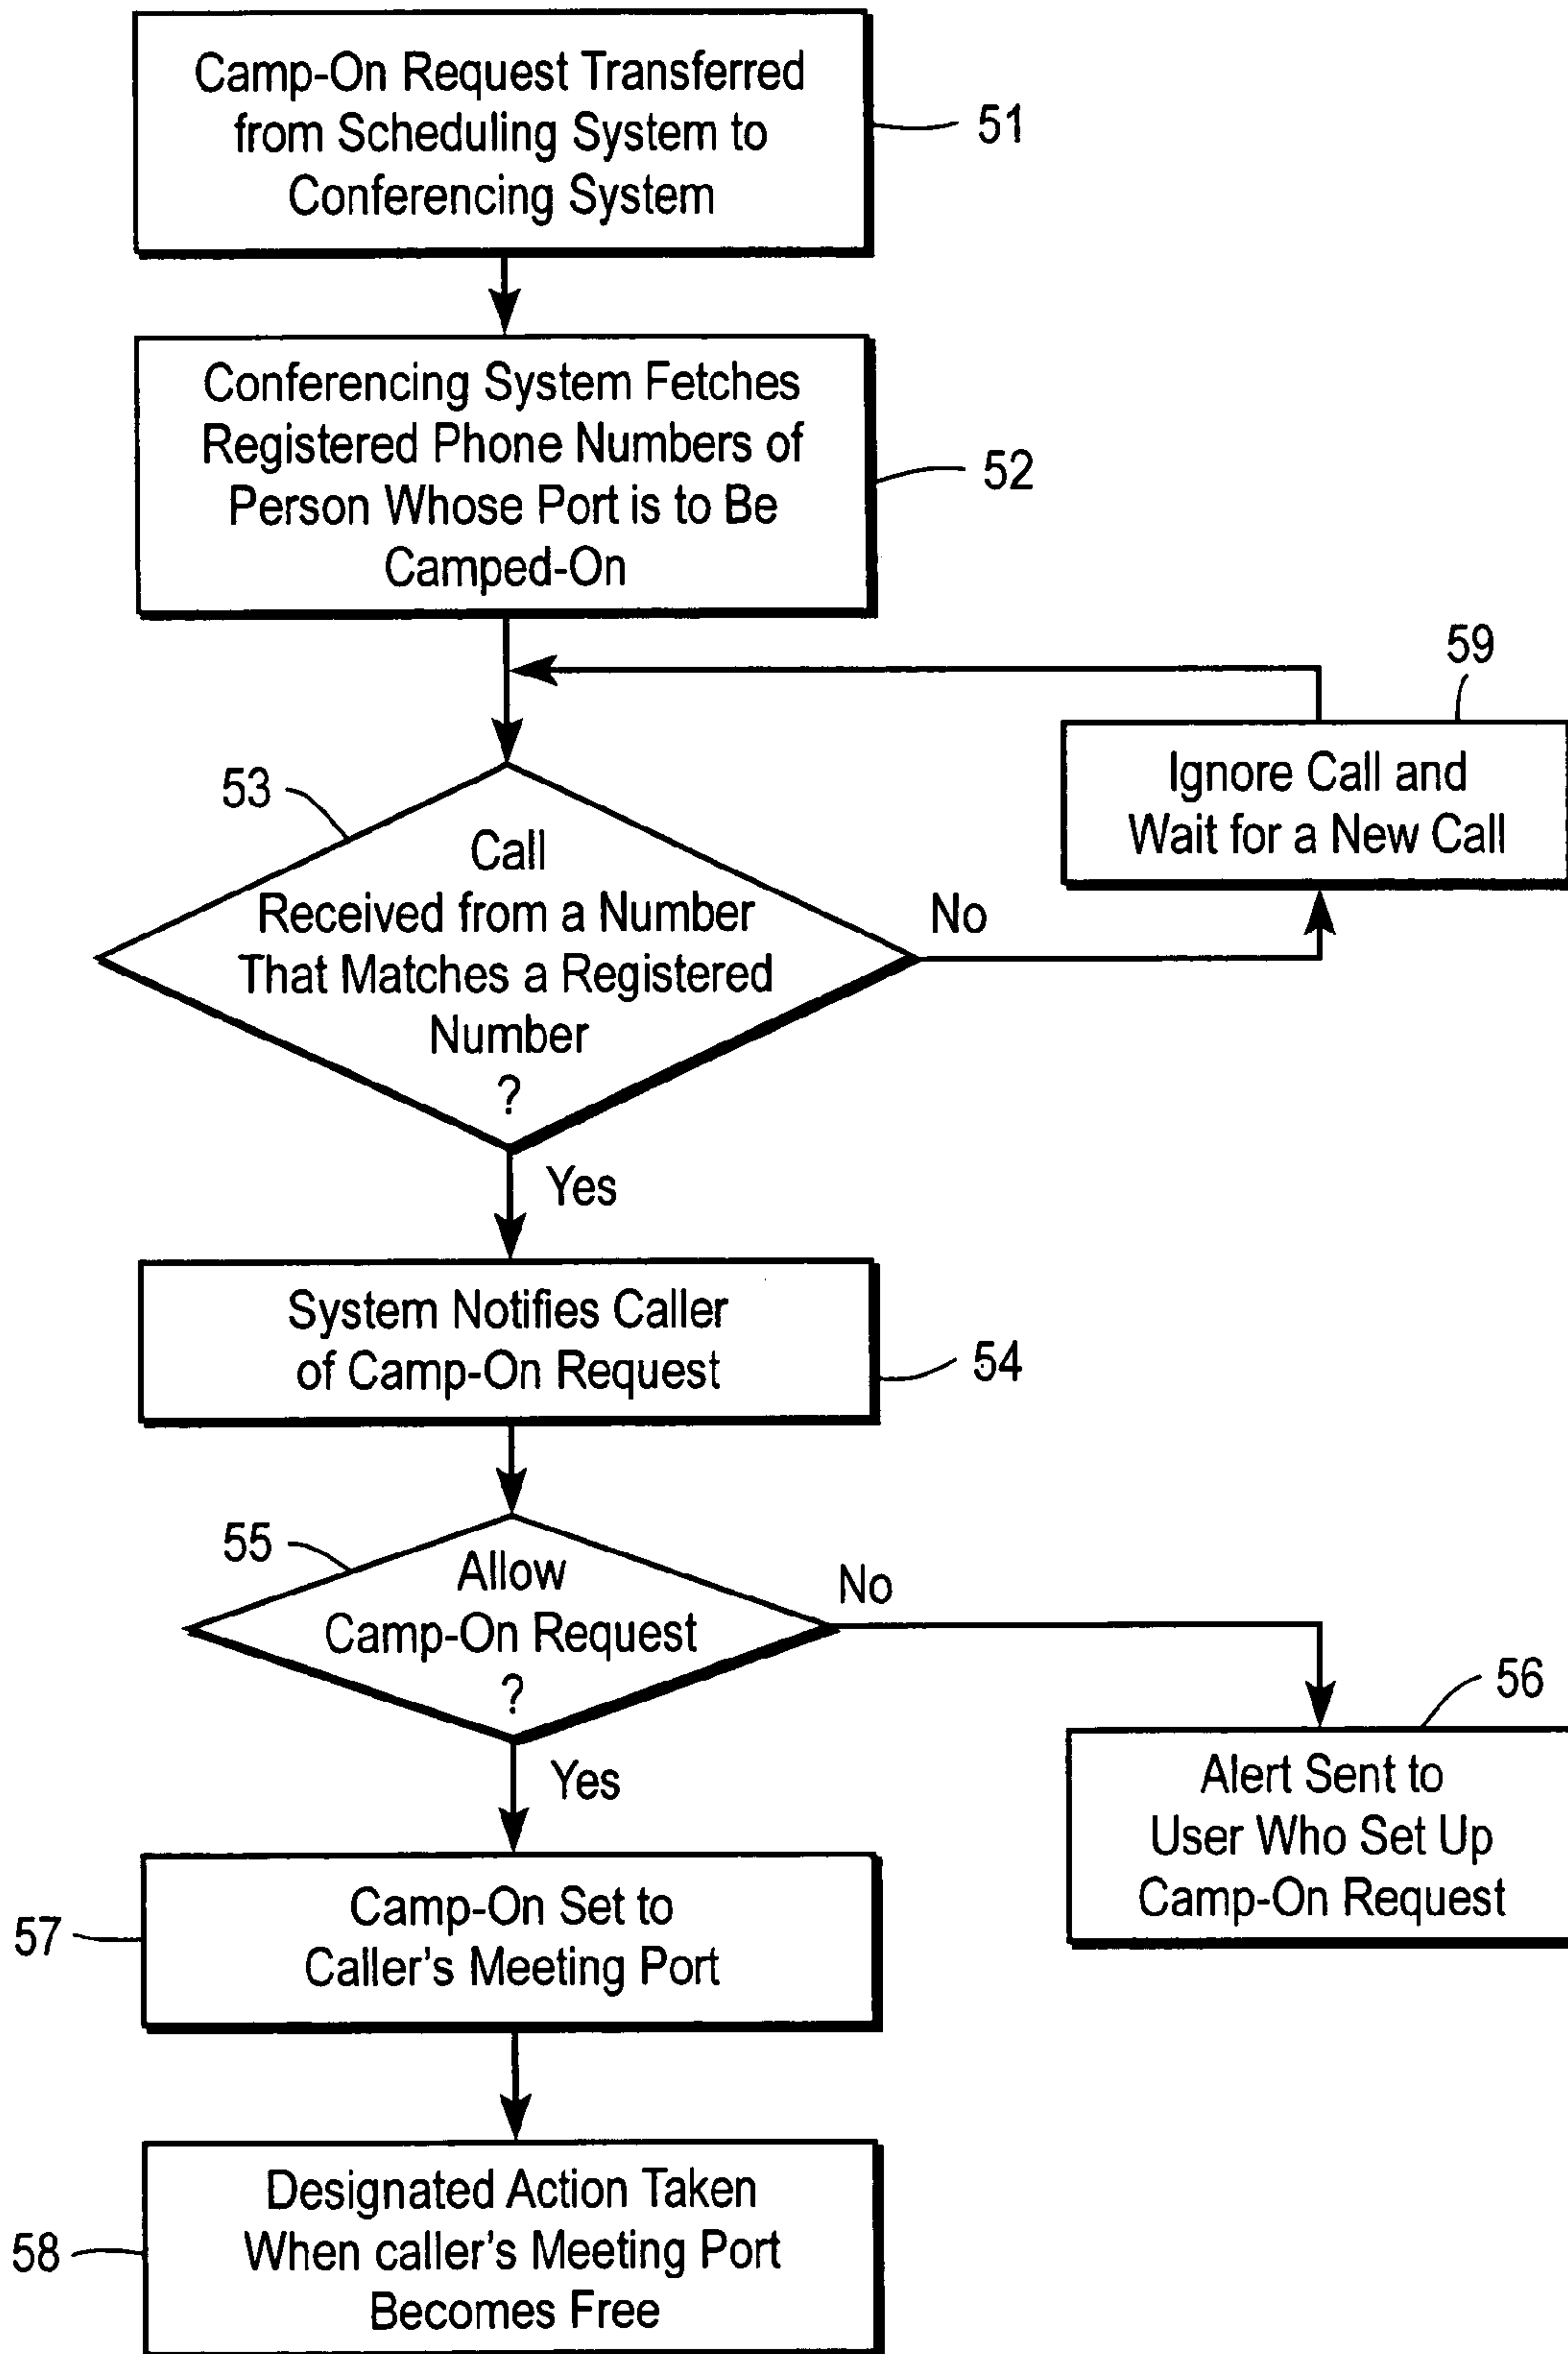 Camp-On Request Transferred
from Scheduling System to
Conferencing System
51
Conferencing System Fetches
Registered Phone Numbers of
Person Whose Port is to Be
Camped-On
52
59
Ignore Call and
Wait for a New Call
53
Call
Received from a Number
That Matches a Registered
Number
?
No
Yes
System Notifies Caller
of Camp-On Request
54
55
Allow
Camp-On Request
?
No
Yes
56
Alert Sent to
User Who Set Up
Camp-On Request
57
Camp-On Set to
Caller's Meeting Port
58
Designated Action Taken
When caller's Meeting Port
Becomes Free